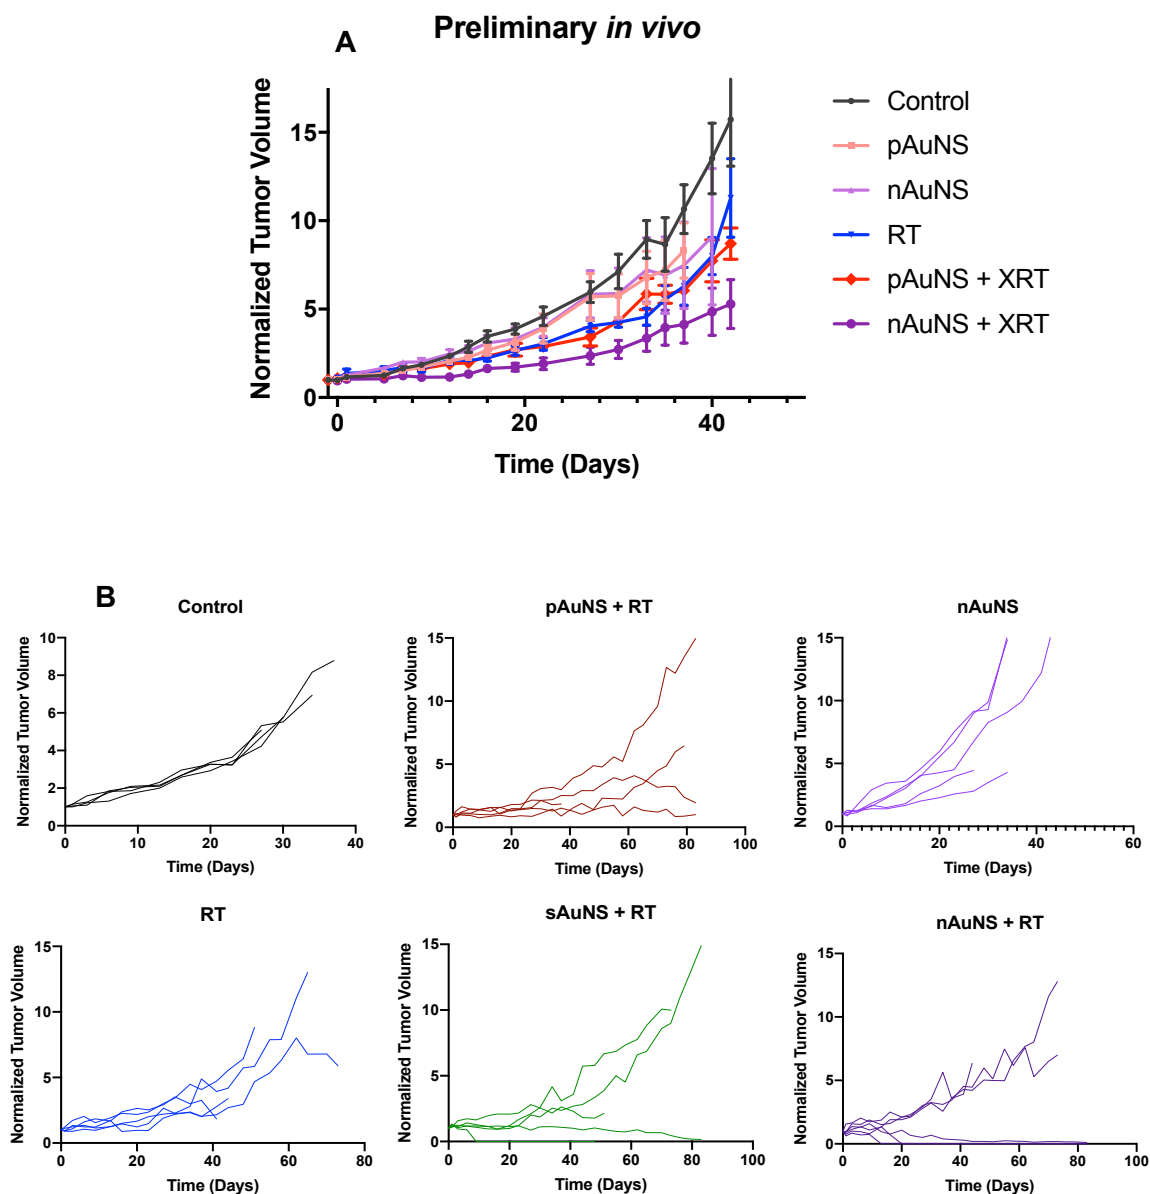 Preliminary in vivo
A
Normalized Tumor Volume
15
10
5
0
0
20
40
Time (Days)
Control
pAuNS
nAuNS
RT
pAuNS + XRT
nAuNS + XRT
B
Control
Normalized Tumor Volume
10
8
6
4
2
0
0
10
20
30
40
Time (Days)
pAuNS + RT
Normalized Tumor Volume
15
10
5
0
0
20
40
60
80
100
Time (Days)
nAuNS
Normalized Tumor Volume
15
10
5
0
0
20
40
60
Time (Days)
RT
Normalized Tumor Volume
15
10
5
0
0
20
40
60
80
Time (Days)
sAuNS + RT
Normalized Tumor Volume
15
10
5
0
0
20
40
60
80
100
Time (Days)
nAuNS + RT
Normalized Tumor Volume
15
10
5
0
0
20
40
60
80
100
Time (Days)